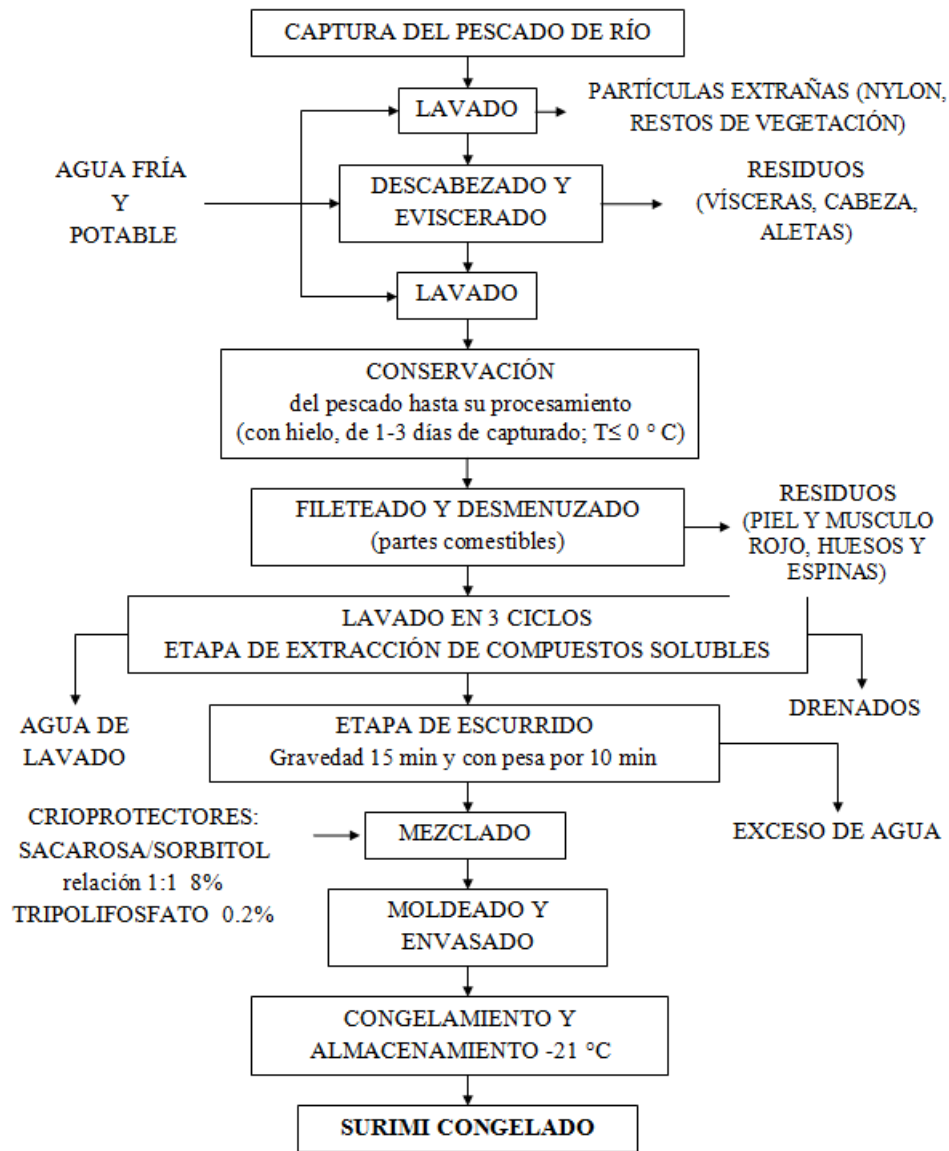 CAPTURA DEL PESCADO DE RÍO
LAVADO
PARTÍCULAS EXTRAÑAS (NYLON,
RESTOS DE VEGETACIÓN)
AGUA FRÍA
Y
POTABLE
DESCABEZADO Y
EVISCERADO
RESIDUOS
(VÍSCERAS, CABEZA,
ALETAS)
LAVADO
CONSERVACIÓN
del pescado hasta su procesamiento
(con hielo, de 1-3 días de capturado; T≤ 0 ° C)
FILETEADO Y DESMENUZADO
(partes comestibles)
RESIDUOS
(PIEL Y MUSCULO
ROJO, HUESOS Y
ESPINAS)
LAVADO EN 3 CICLOS
ETAPA DE EXTRACCIÓN DE COMPUESTOS SOLUBLES
AGUA DE
LAVADO
DRENADOS
ETAPA DE ESCURRIDO
Gravedad 15 min y con pesa por 10 min
EXCESO DE AGUA
CRIOPROTECTORES:
SACAROSA/SORBITOL
relación 1:1 8%
TRIPOLIFOSFATO 0.2%
MEZCLADO
MOLDEADO Y
ENVASADO
CONGELAMIENTO Y
ALMACENAMIENTO -21 °C
SURIMI CONGELADO